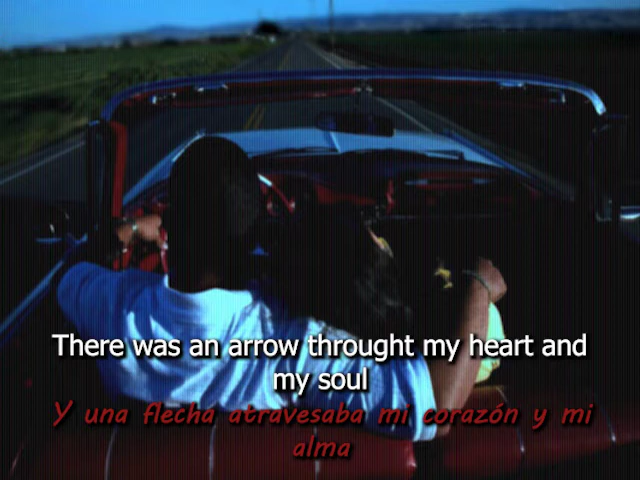 There was an arrow throught my heart and
my soul
Y una flecha atravesaba mi corazón y mi
alma